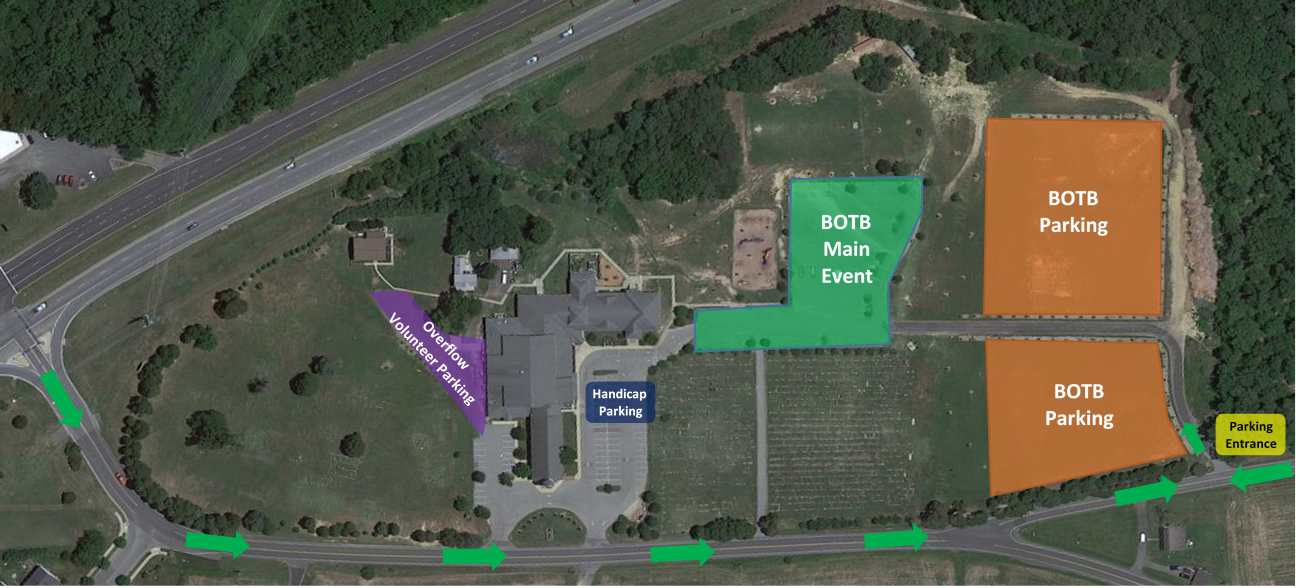 BOTB
Parking
BOTB
Main
Event
Overflow
Volunteer Parking
Handicap
Parking
BOTB
Parking
Parking
Entrance